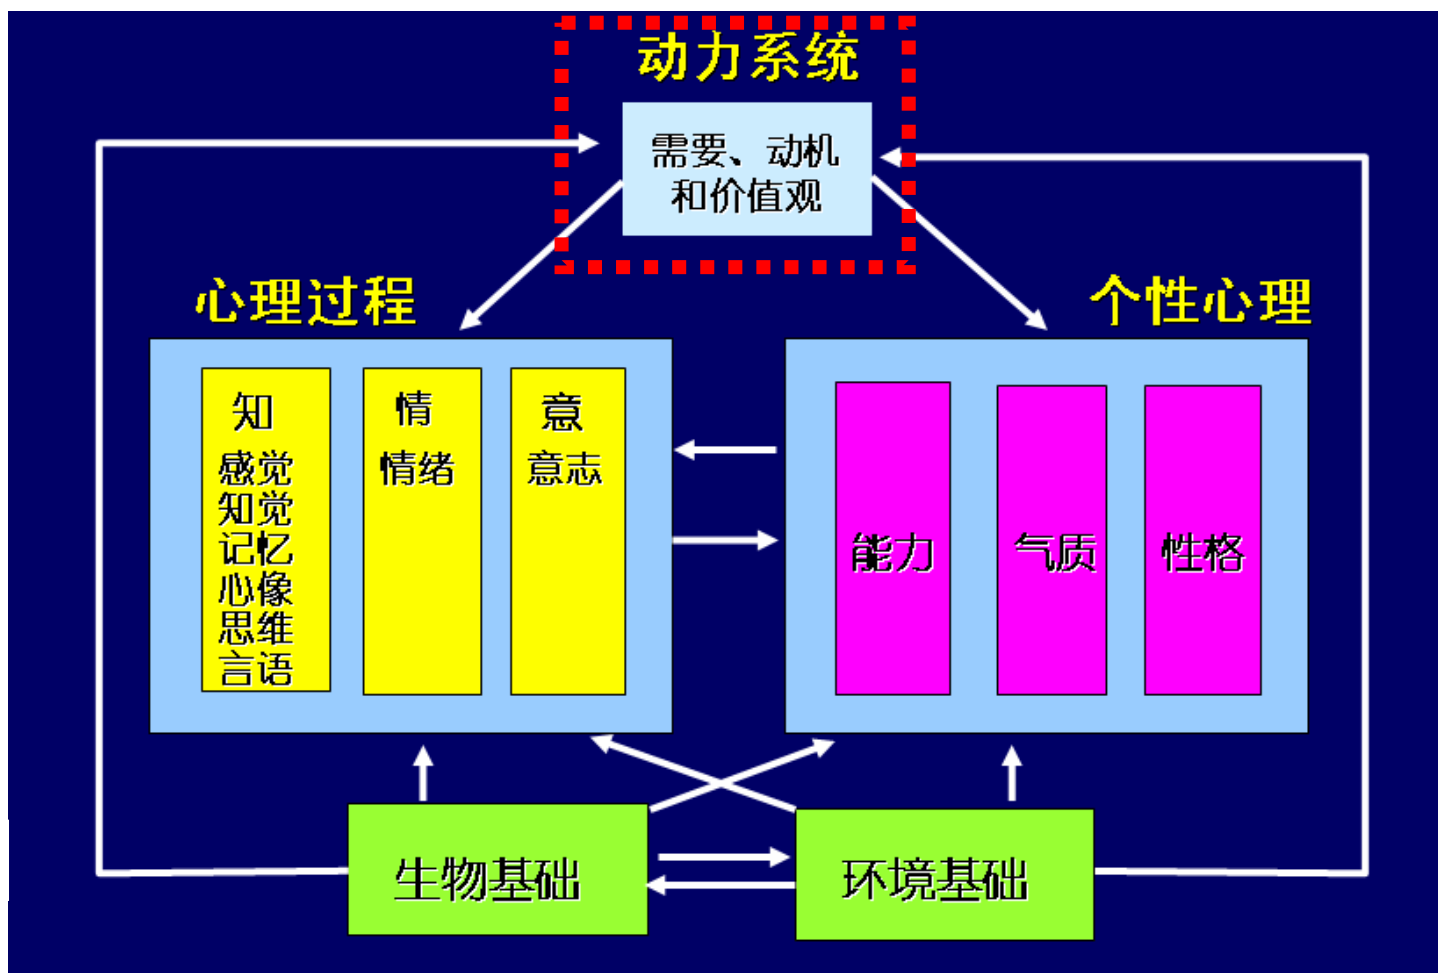 动力系统
需要、动机
和价值观
心理过程
个性心理
知
感觉
知觉
记忆
心像
思维
言语
情
情绪
意
意志
能力
气质
性格
生物基础
环境基础